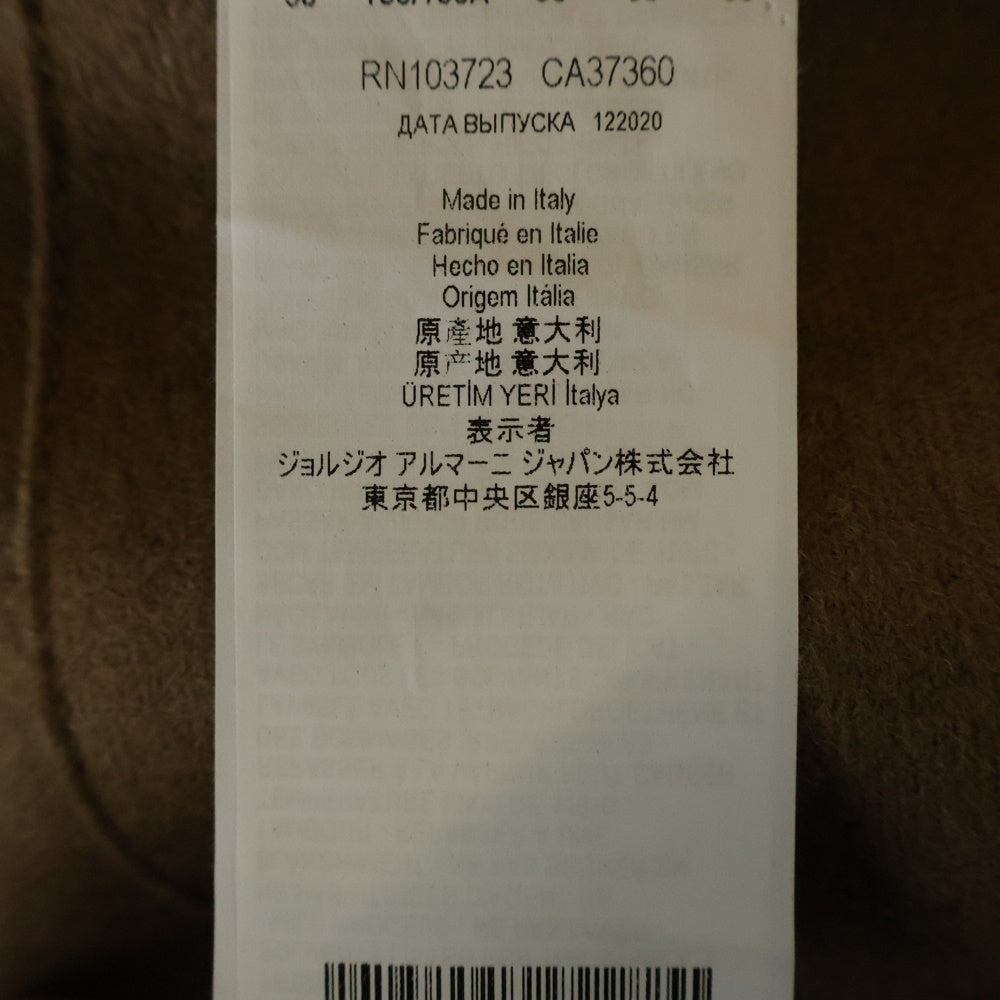 RN103723 CA37360
ДАТА ВЫПУСКА 122020
Made in Italy
Fabriqué en Italie
Hecho en Italia
Origem Itália
原產地 意大利
原产地 意大利
ÜRETİM YERİ İtalya
表示者
ジョルジオ アルマーニ ジャパン株式会社
東京都中央区銀座5-5-4